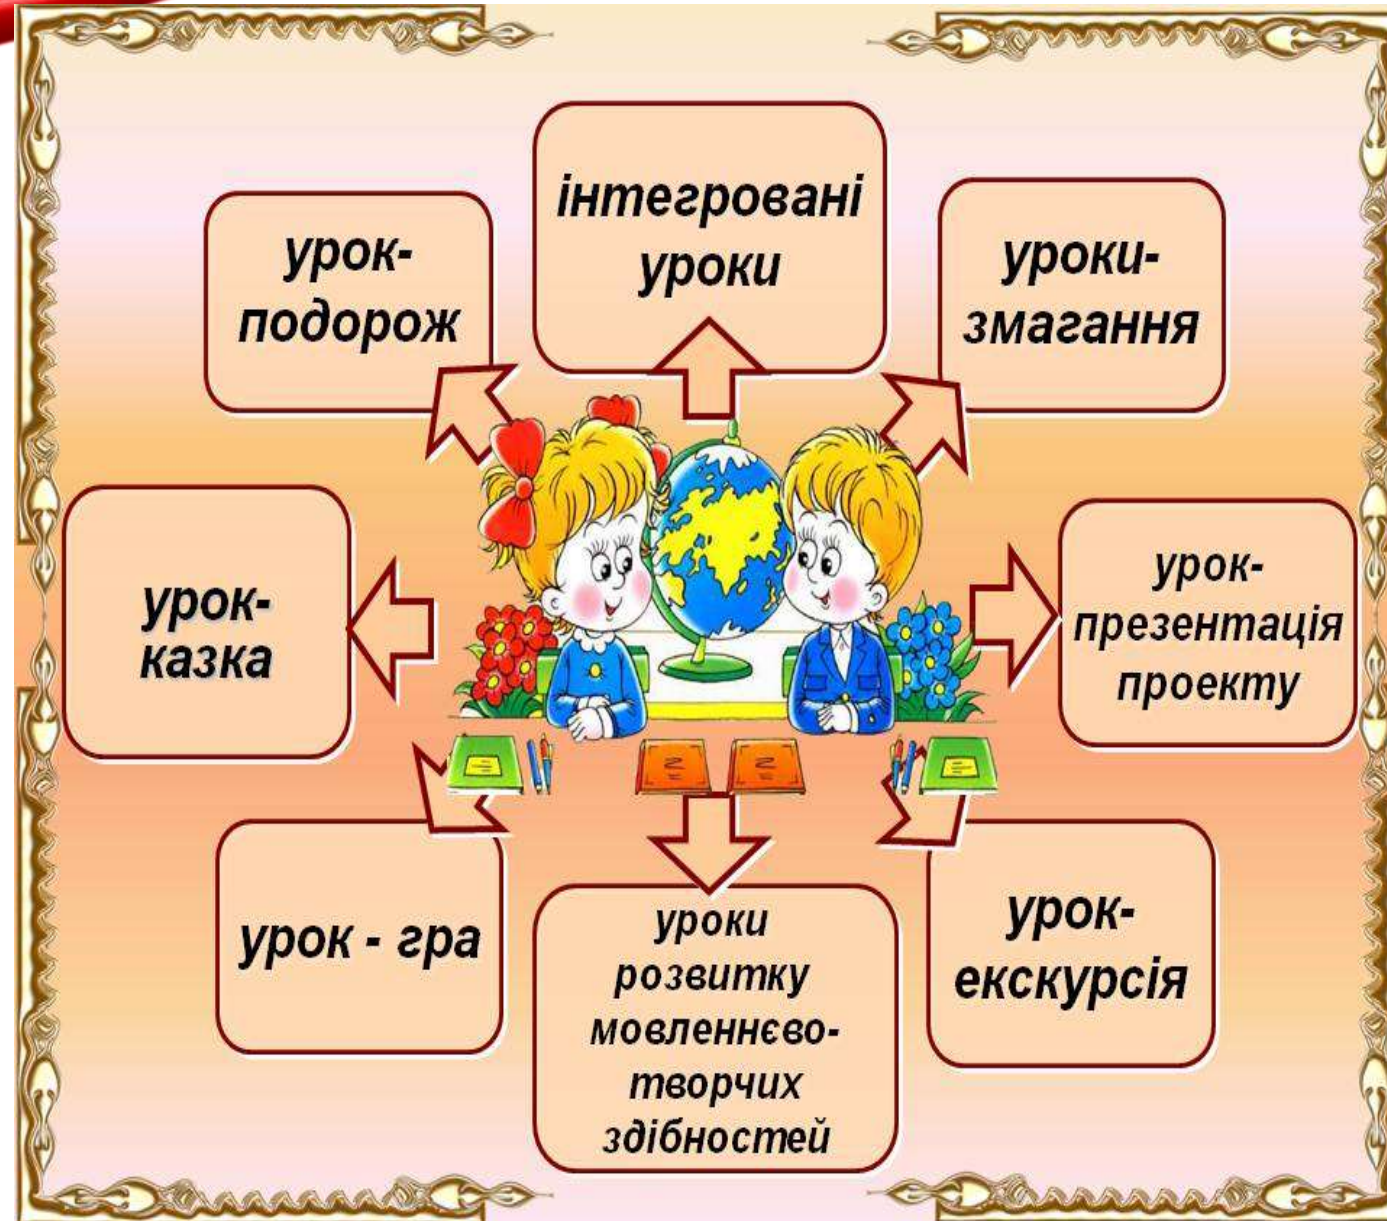 інтегровані
уроки
урок-
подорож
уроки-
змагання
урок-
казка
урок-
презентація
проекту
урок - гра
уроки
розвитку
мовленнєво-
творчих
здібностей
урок-
екскурсія